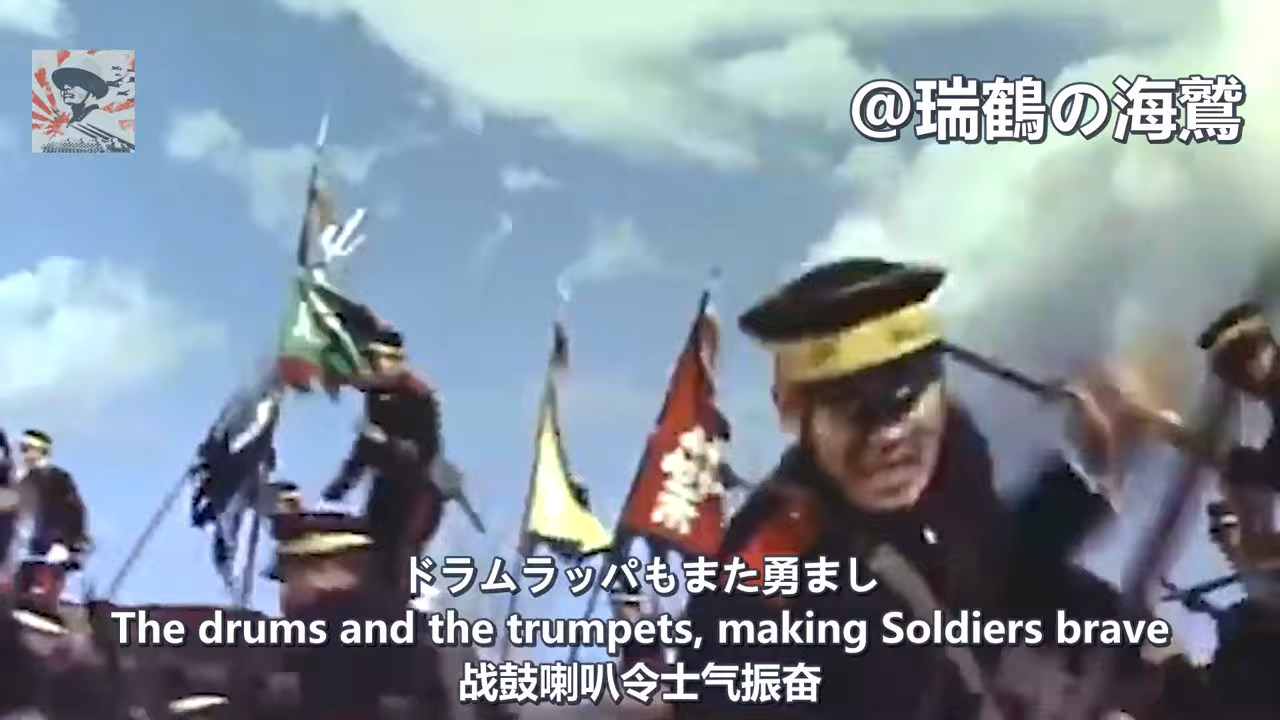 @瑞鶴の海鷲
ドラムラッパもまた勇まし
The drums and the trumpets, making Soldiers brave
战鼓喇叭令士气振奋